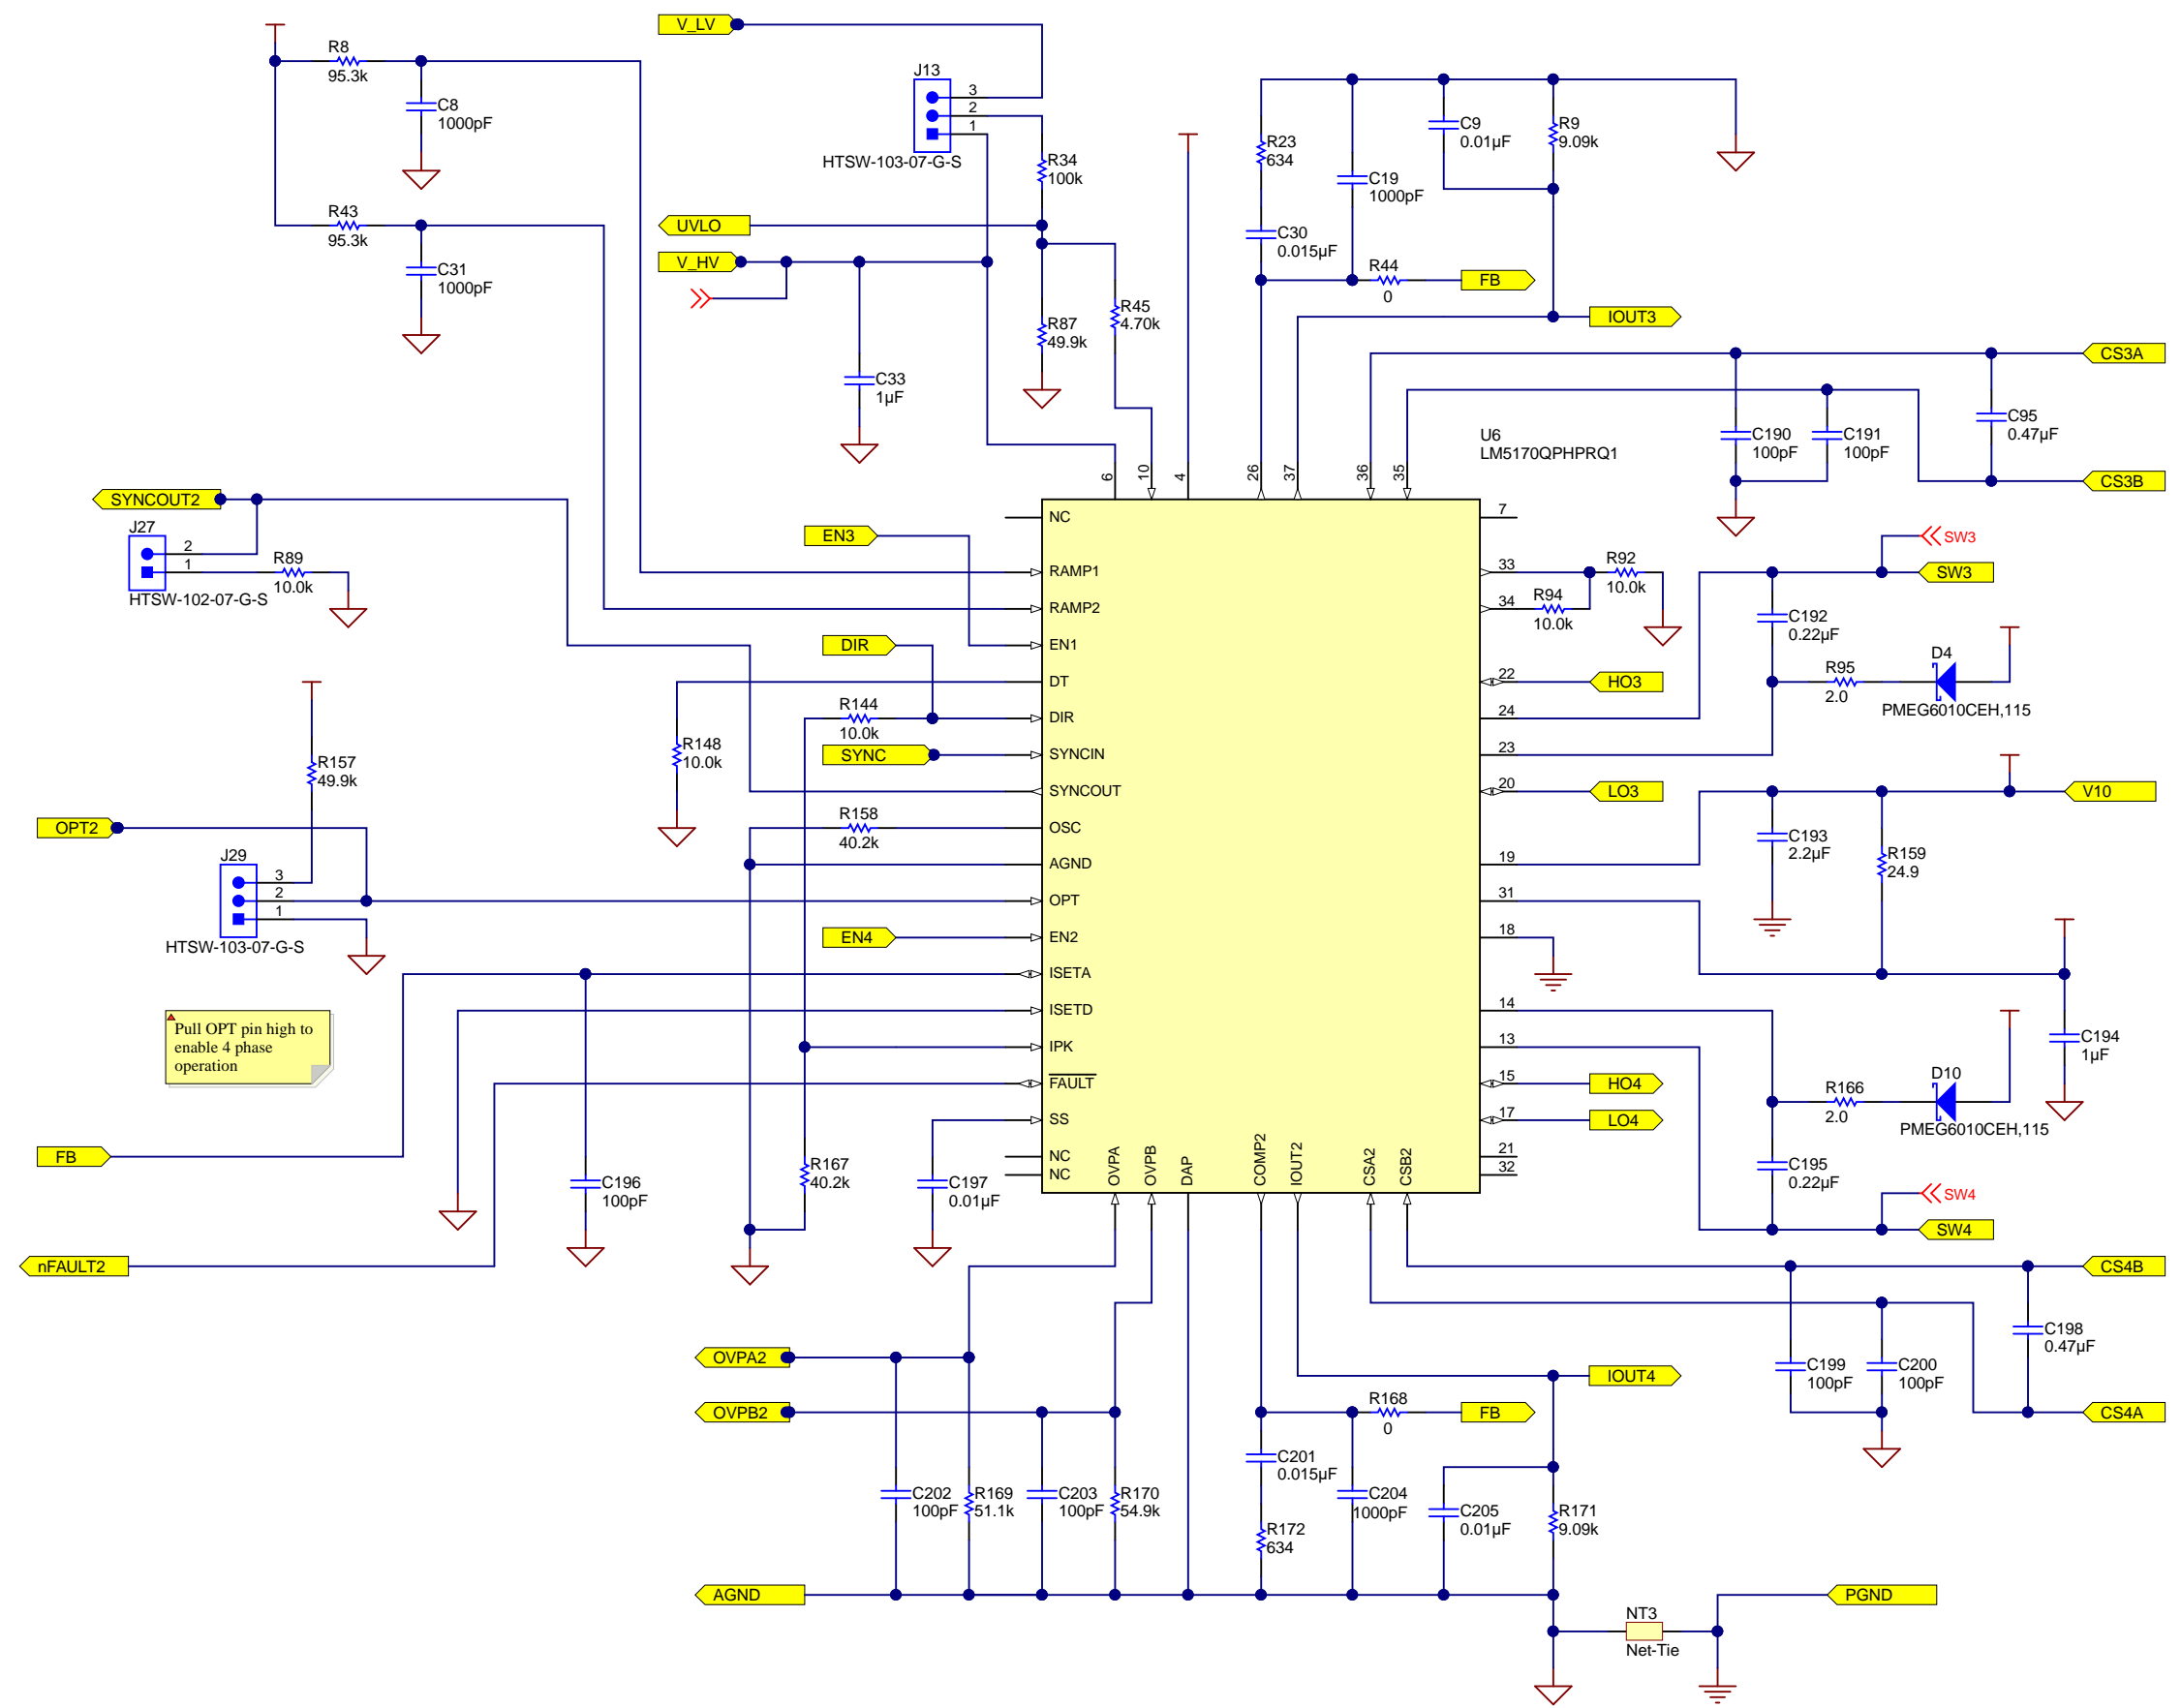 V_LV
R8
95.3k
C8
1000pF
R43
95.3k
C31
1000pF
J13
3
2
1
HTSW-103-07-G-S
R34
100k
UVLO
V_HV
R87
49.9k
R45
4.70k
C33
1µF
R23
634
C30
0.015µF
C19
1000pF
C9
0.01µF
R9
9.09k
R44
0
FB
IOUT3
CS3A
C95
0.47µF
C190
100pF
C191
100pF
CS3B
U6
LM5170QPHPRQ1
6
10
4
26
37
36
35
SYNCOUT2
J27
2
1
R89
10.0k
HTSW-102-07-G-S
EN3
DIR
R144
10.0k
SYNC
R148
10.0k
R158
40.2k
R157
49.9k
OPT2
J29
3
2
1
HTSW-103-07-G-S
EN4
Pull OPT pin high to
enable 4 phase
operation
FB
nFAULT2
C196
100pF
R167
40.2k
C197
0.01µF
NC
RAMP1
RAMP2
EN1
DT
DIR
SYNCIN
SYNCOUT
OSC
AGND
OPT
EN2
ISETA
ISETD
IPK
FAULT
SS
NC
NC
OVPA
OVPB
DAP
COMP2
IOUT2
CSA2
CSB2
7
33
34
22
24
23
20
19
31
18
14
13
15
17
21
32
R92
10.0k
R94
10.0k
SW3
SW3
C192
0.22µF
R95
2.0
D4
PMEG6010CEH,115
HO3
LO3
V10
C193
2.2µF
R159
24.9
C194
1µF
R166
2.0
D10
PMEG6010CEH,115
HO4
LO4
C195
0.22µF
SW4
SW4
CS4B
C198
0.47µF
C199
100pF
C200
100pF
CS4A
OVPA2
OVPB2
C202
100pF
R169
51.1k
C203
100pF
R170
54.9k
IOUT4
R168
0
FB
C201
0.015µF
R172
634
C204
1000pF
C205
0.01µF
R171
9.09k
AGND
NT3
Net-Tie
PGND